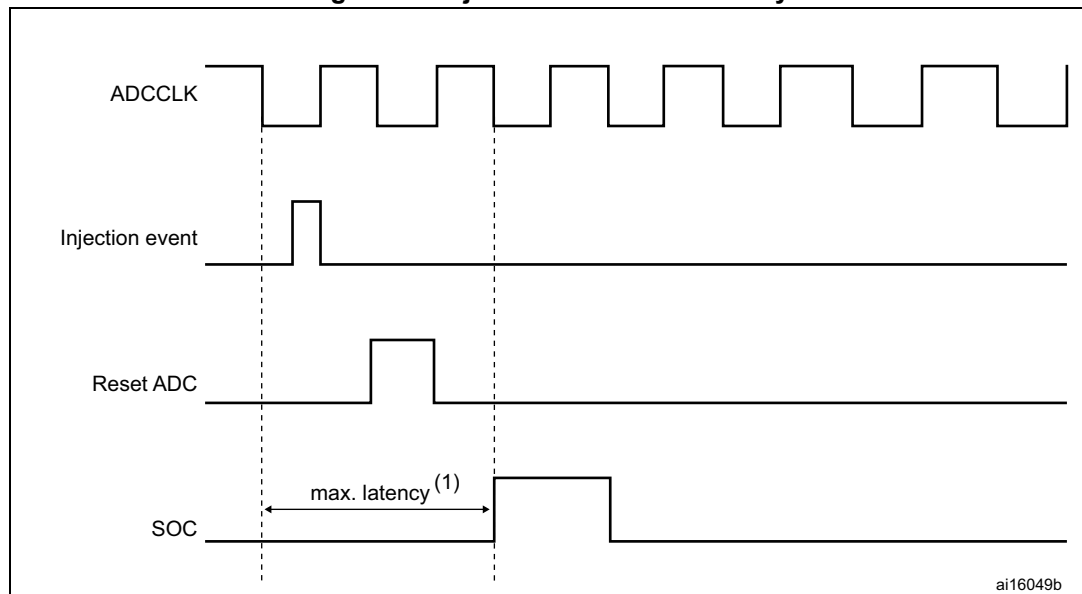 ADCCLK
Injection event
Reset ADC
max. latency (1)
SOC
ai16049b